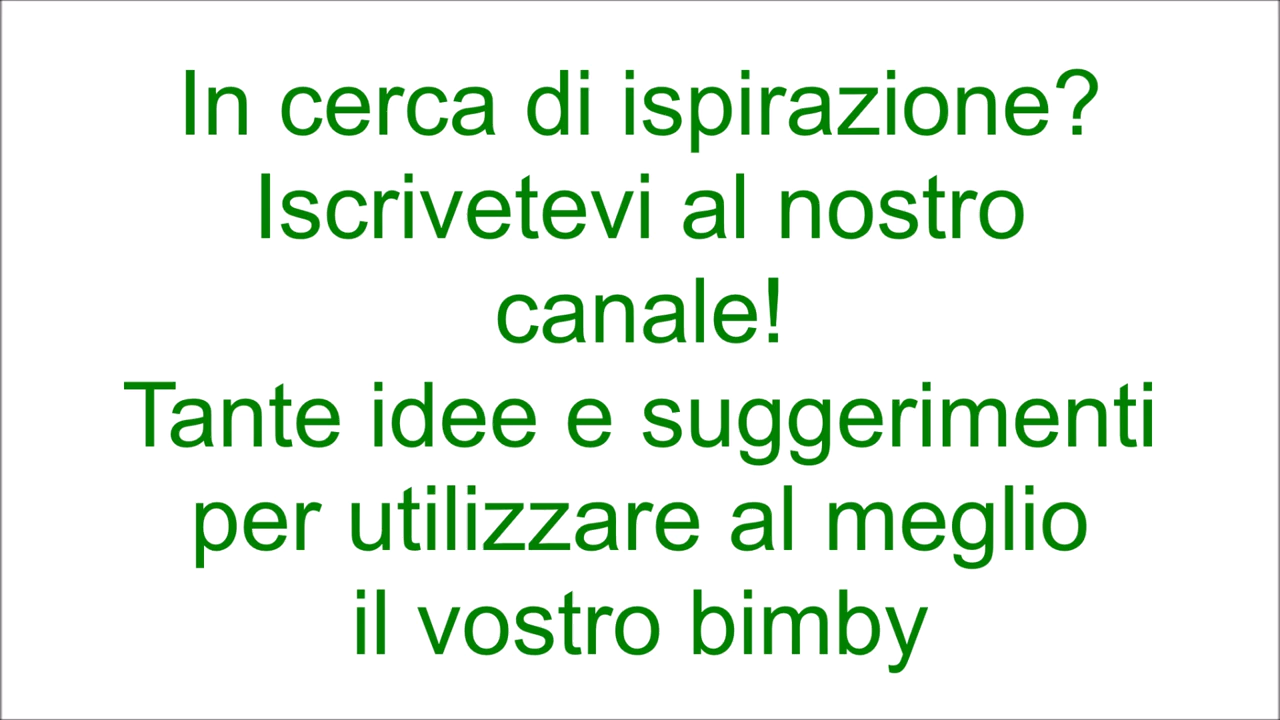 In cerca di ispirazione?
Iscrivetevi al nostro
canale!
Tante idee e suggerimenti
per utilizzare al meglio
il vostro bimby